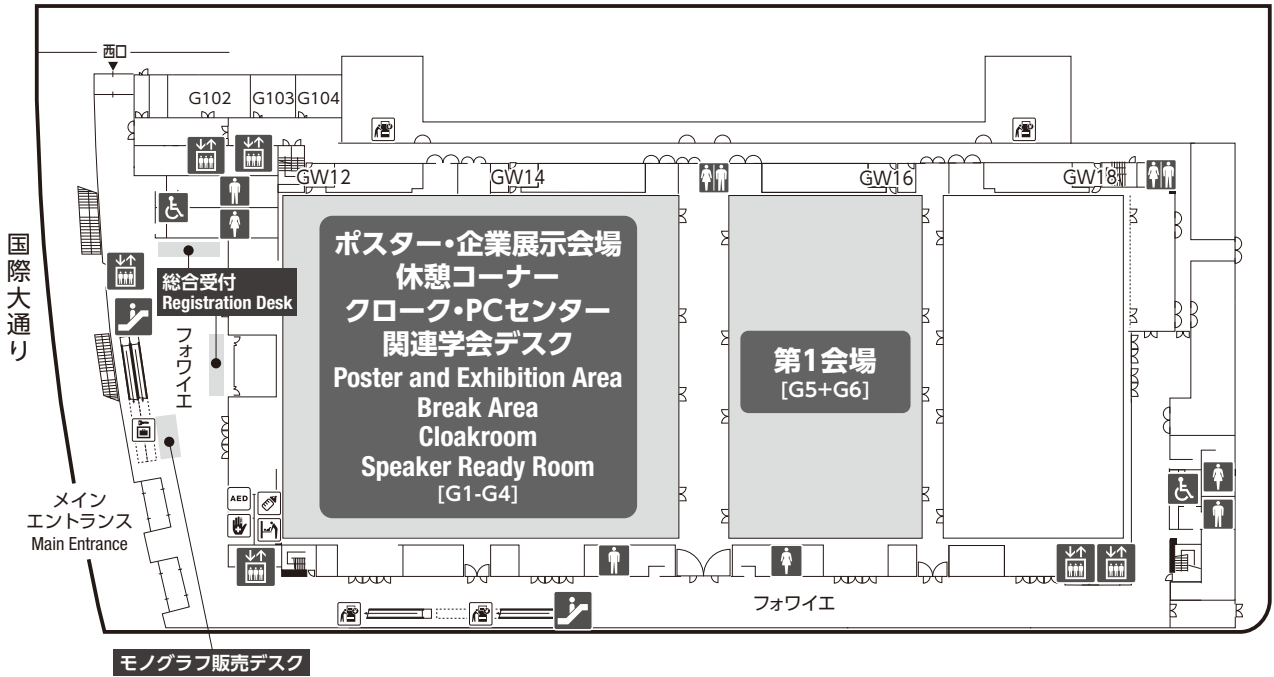 西口
G102
G103
G104
GW12
GW14
GW16
GW18
国際大通り
総合受付
Registration Desk
フォワイエ
ポスター・企業展示会場
休憩コーナー
クローク・PCセンター
関連学会デスク
Poster and Exhibition Area
Break Area
Cloakroom
Speaker Ready Room
[G1-G4]
第1会場
[G5+G6]
AED
メイン
エントランス
Main Entrance
フォワイエ
モノグラフ販売デスク